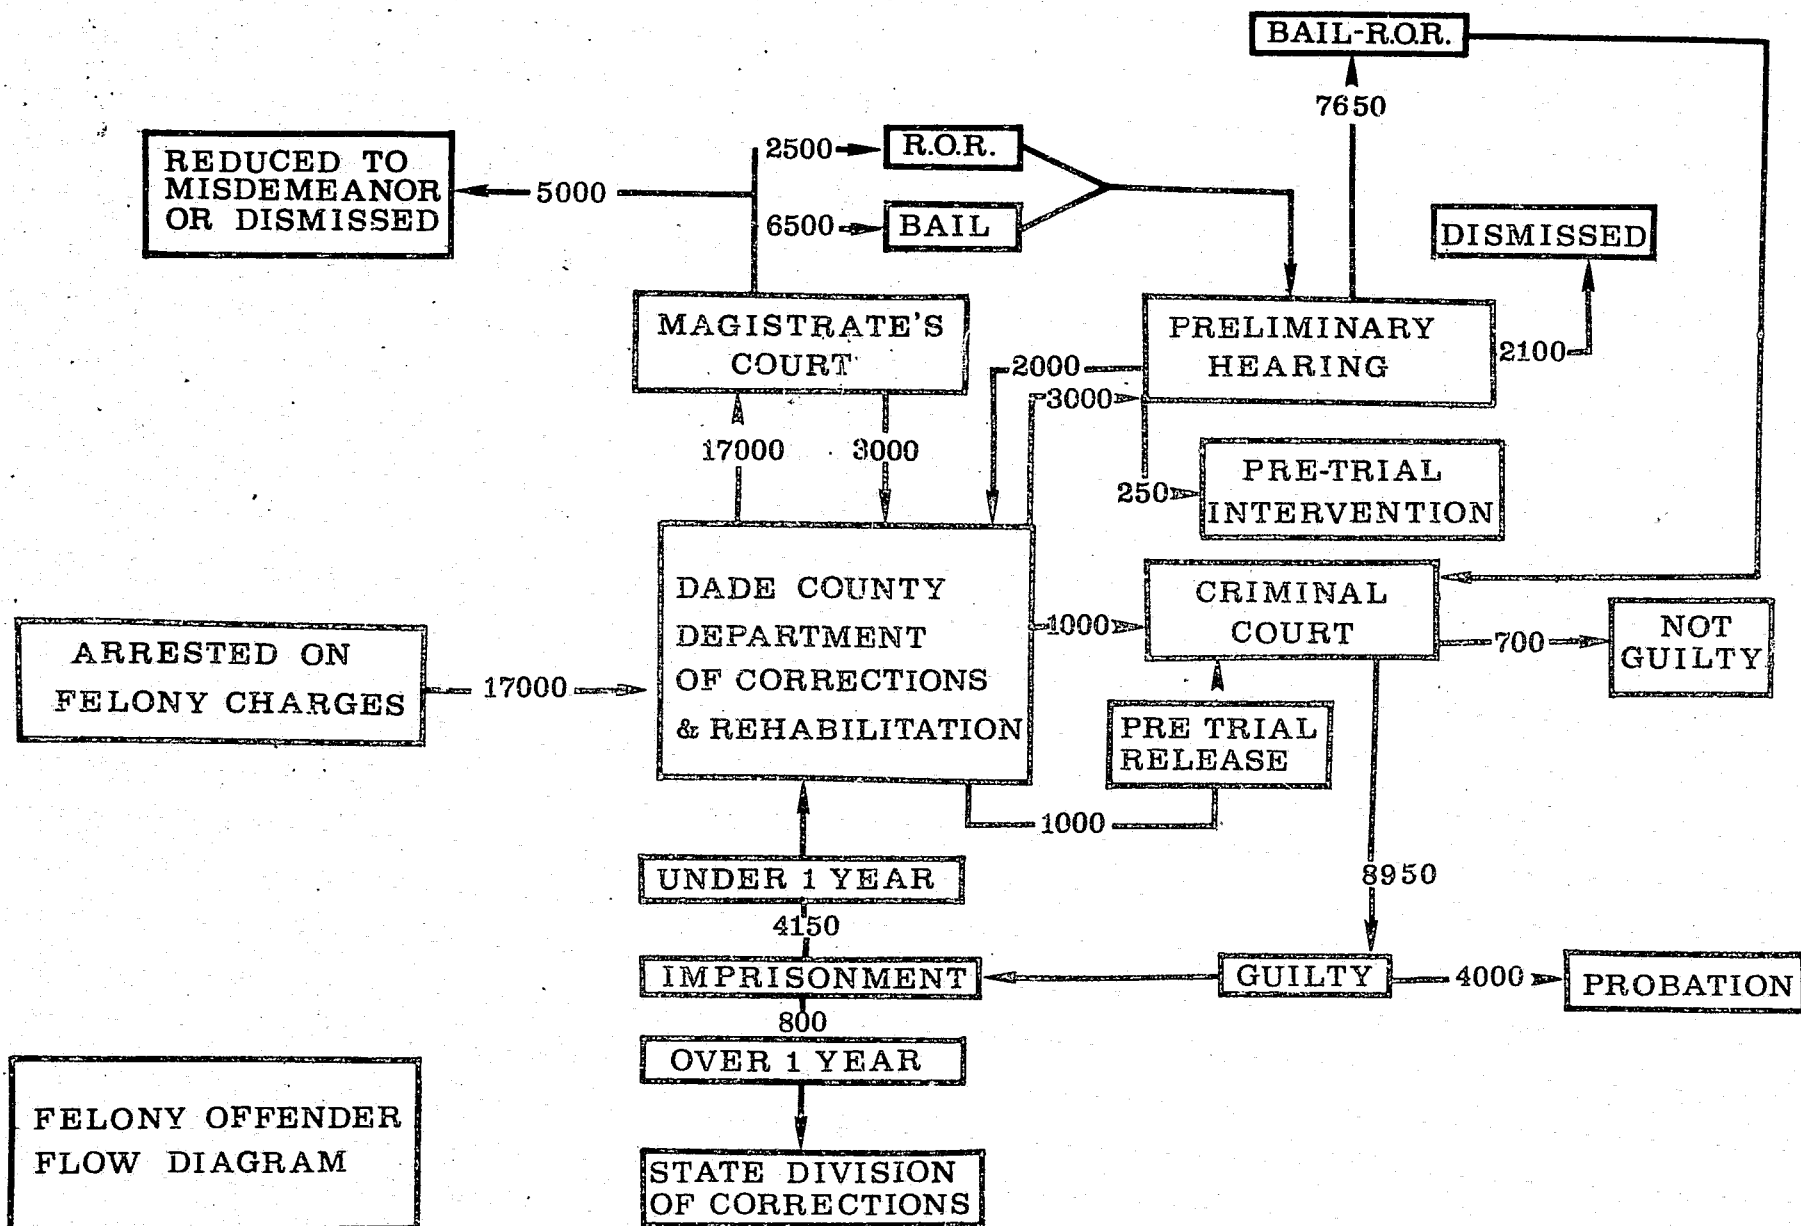 BAIL-R.O.R.
7650
2500
R.O.R.
REDUCED TO
MISDEMEANOR
OR DISMISSED
5000
6500
BAIL
DISMISSED
MAGISTRATE'S
COURT
PRELIMINARY
HEARING
2100
2000
3000
17000
3000
250
PRE-TRIAL
INTERVENTION
DADE COUNTY
DEPARTMENT
OF CORRECTIONS
& REHABILITATION
1000
CRIMINAL
COURT
700
NOT
GUILTY
ARRESTED ON
FELONY CHARGES
17000
PRE TRIAL
RELEASE
1000
UNDER 1 YEAR
4150
8950
IMPRISONMENT
GUILTY
4000
PROBATION
800
OVER 1 YEAR
FELONY OFFENDER
FLOW DIAGRAM
STATE DIVISION
OF CORRECTIONS